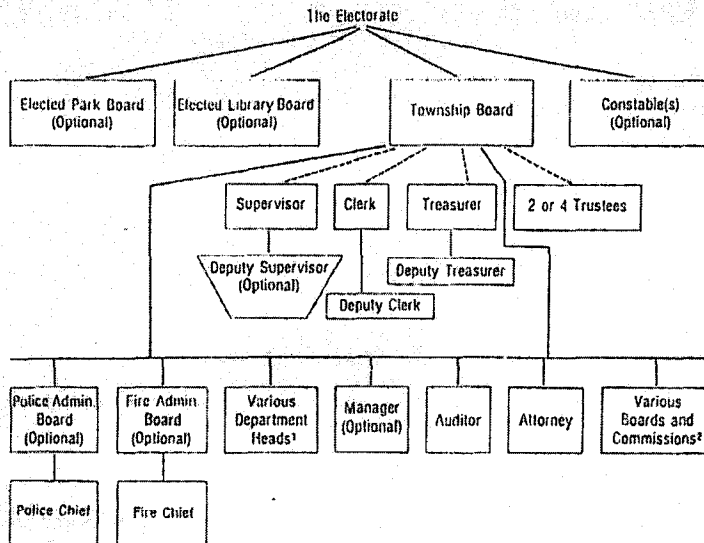 The Electorate
Elected Park Board
(Optional)
Elected Library Board
(Optional)
Township Board
Constable(s)
(Optional)
Supervisor
Clerk
Treasurer
2 or 4 Trustees
Deputy Supervisor
(Optional)
Deputy Clerk
Deputy Treasurer
Police Admin.
Board
(Optional)
Fire Admin
Board
(Optional)
Various
Department
Heads¹
Manager
(Optional)
Auditor
Attorney
Various
Boards and
Commissions²
Police Chief
Fire Chief